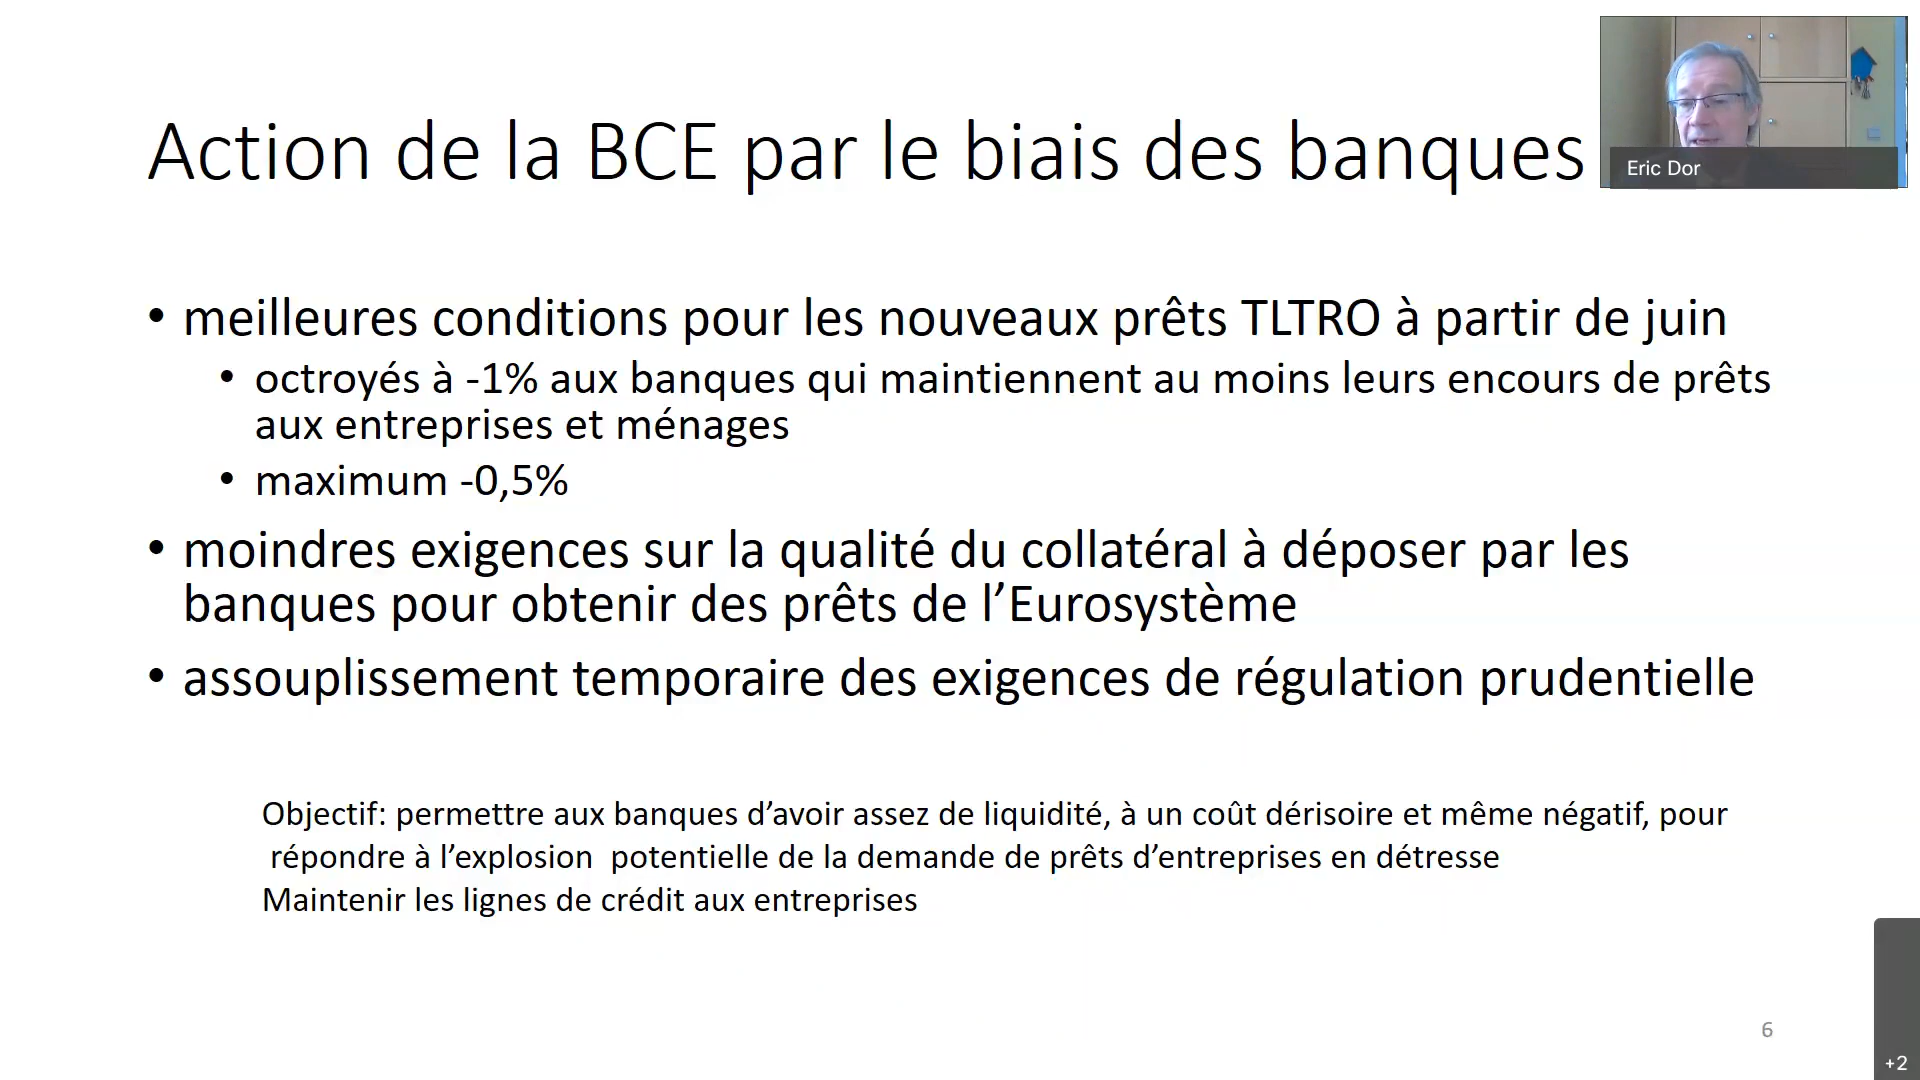 Action de la BCE par le biais des banques
Eric Dor
• meilleures conditions pour les nouveaux prêts TLTRO à partir de juin
• octroyés à -1% aux banques qui maintiennent au moins leurs encours de prêts
aux entreprises et ménages
• maximum -0,5%
• moindres exigences sur la qualité du collatéral à déposer par les
banques pour obtenir des prêts de l’Eurosystème
• assouplissement temporaire des exigences de régulation prudentielle
Objectif: permettre aux banques d’avoir assez de liquidité, à un coût dérisoire et même négatif, pour
répondre à l’explosion  potentielle de la demande de prêts d’entreprises en détresse
Maintenir les lignes de crédit aux entreprises
6
+2